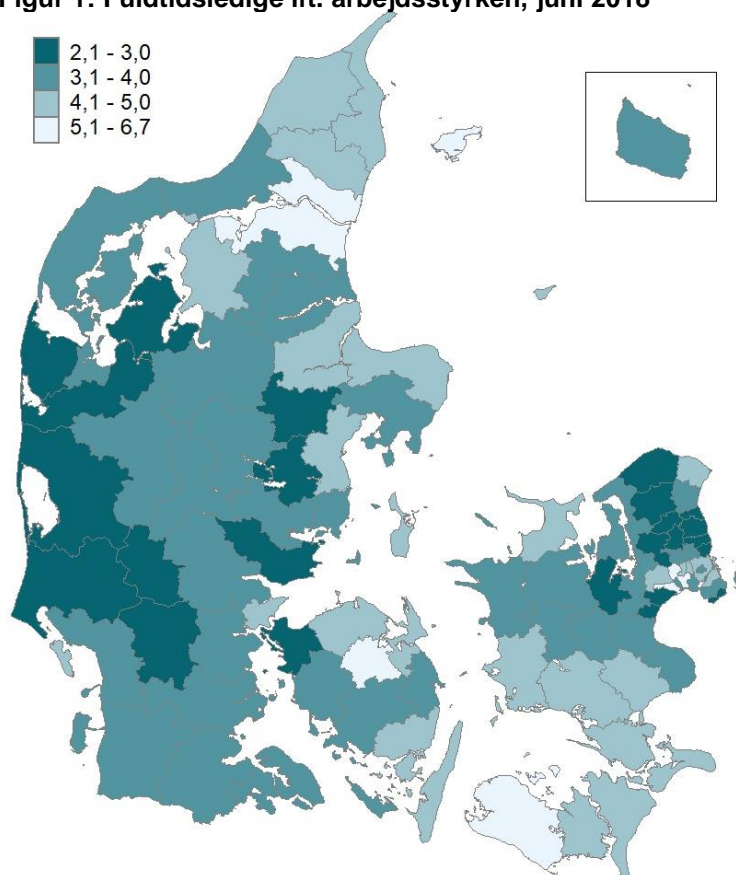 Figur 1. Fuldtidsledige ift. arbejdsstyrken, juni 2018
2,1 - 3,0
3,1 - 4,0
4,1 - 5,0
5,1 - 6,7